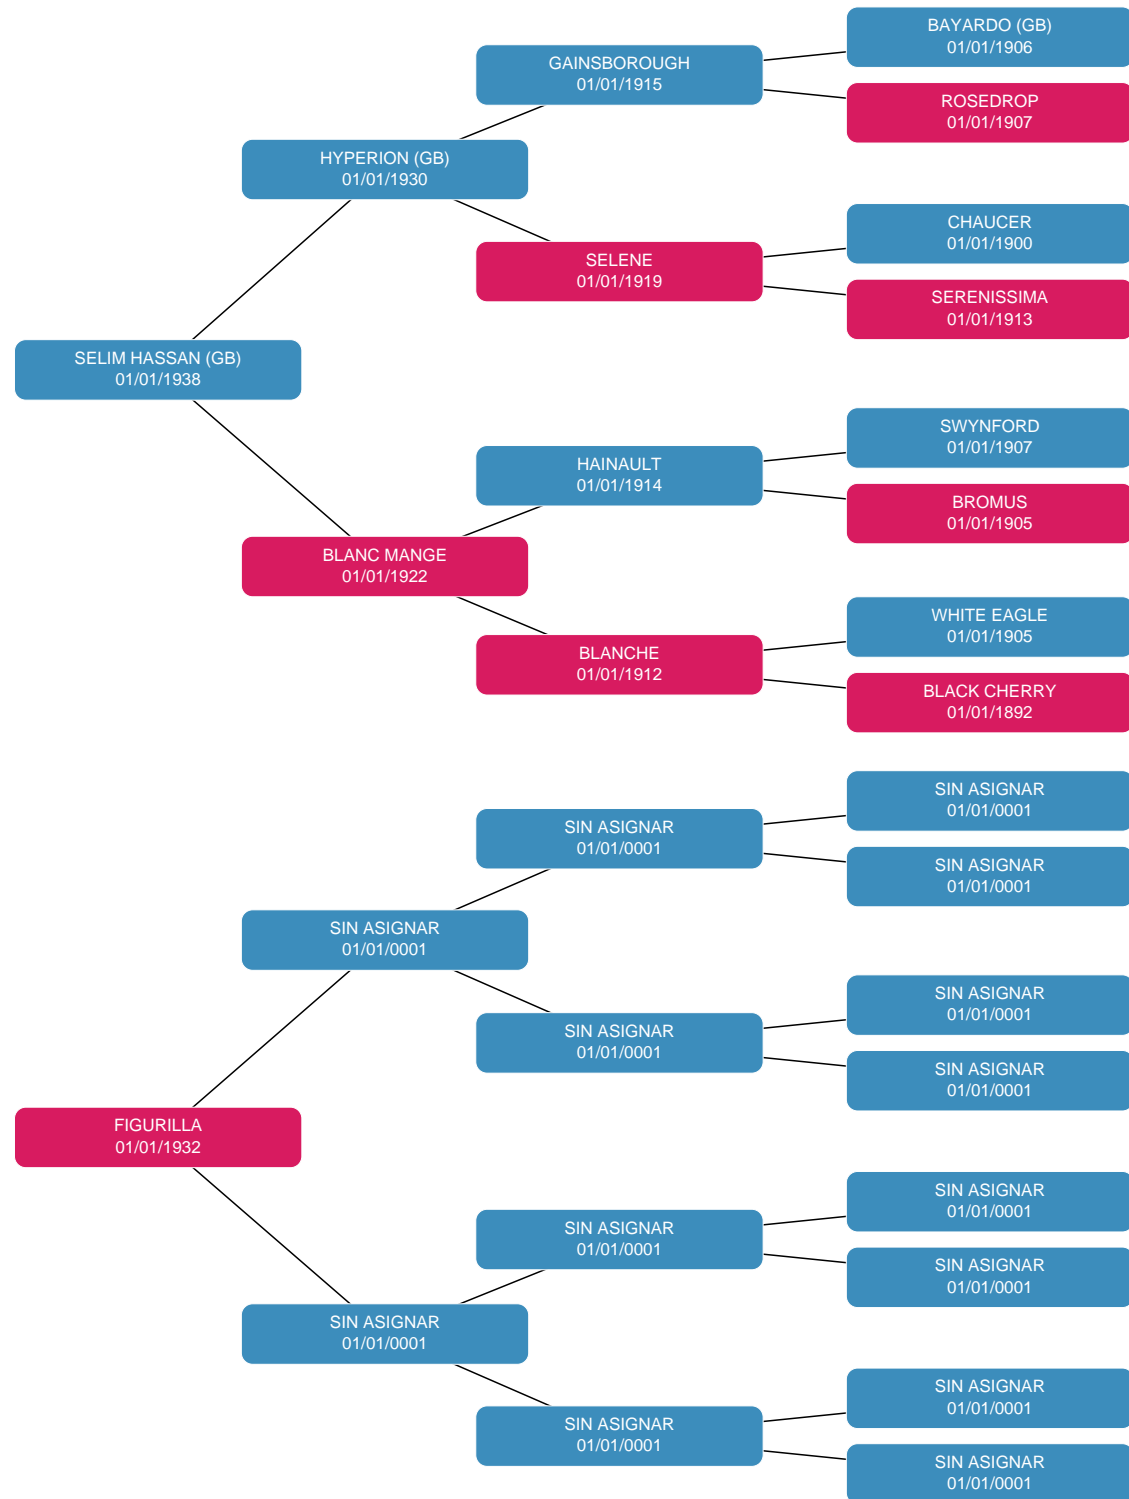 BAYARDO (GB)
01/01/1906
GAINSBOROUGH
01/01/1915
ROSEDROP
01/01/1907
HYPERION (GB)
01/01/1930
CHAUCER
01/01/1900
SELENE
01/01/1919
SERENISSIMA
01/01/1913
SELIM HASSAN (GB)
01/01/1938
SWYNFORD
01/01/1907
HAINAULT
01/01/1914
BROMUS
01/01/1905
BLANC MANGE
01/01/1922
WHITE EAGLE
01/01/1905
BLANCHE
01/01/1912
BLACK CHERRY
01/01/1892
SIN ASIGNAR
01/01/0001
SIN ASIGNAR
01/01/0001
SIN ASIGNAR
01/01/0001
SIN ASIGNAR
01/01/0001
SIN ASIGNAR
01/01/0001
SIN ASIGNAR
01/01/0001
SIN ASIGNAR
01/01/0001
FIGURILLA
01/01/1932
SIN ASIGNAR
01/01/0001
SIN ASIGNAR
01/01/0001
SIN ASIGNAR
01/01/0001
SIN ASIGNAR
01/01/0001
SIN ASIGNAR
01/01/0001
SIN ASIGNAR
01/01/0001
SIN ASIGNAR
01/01/0001